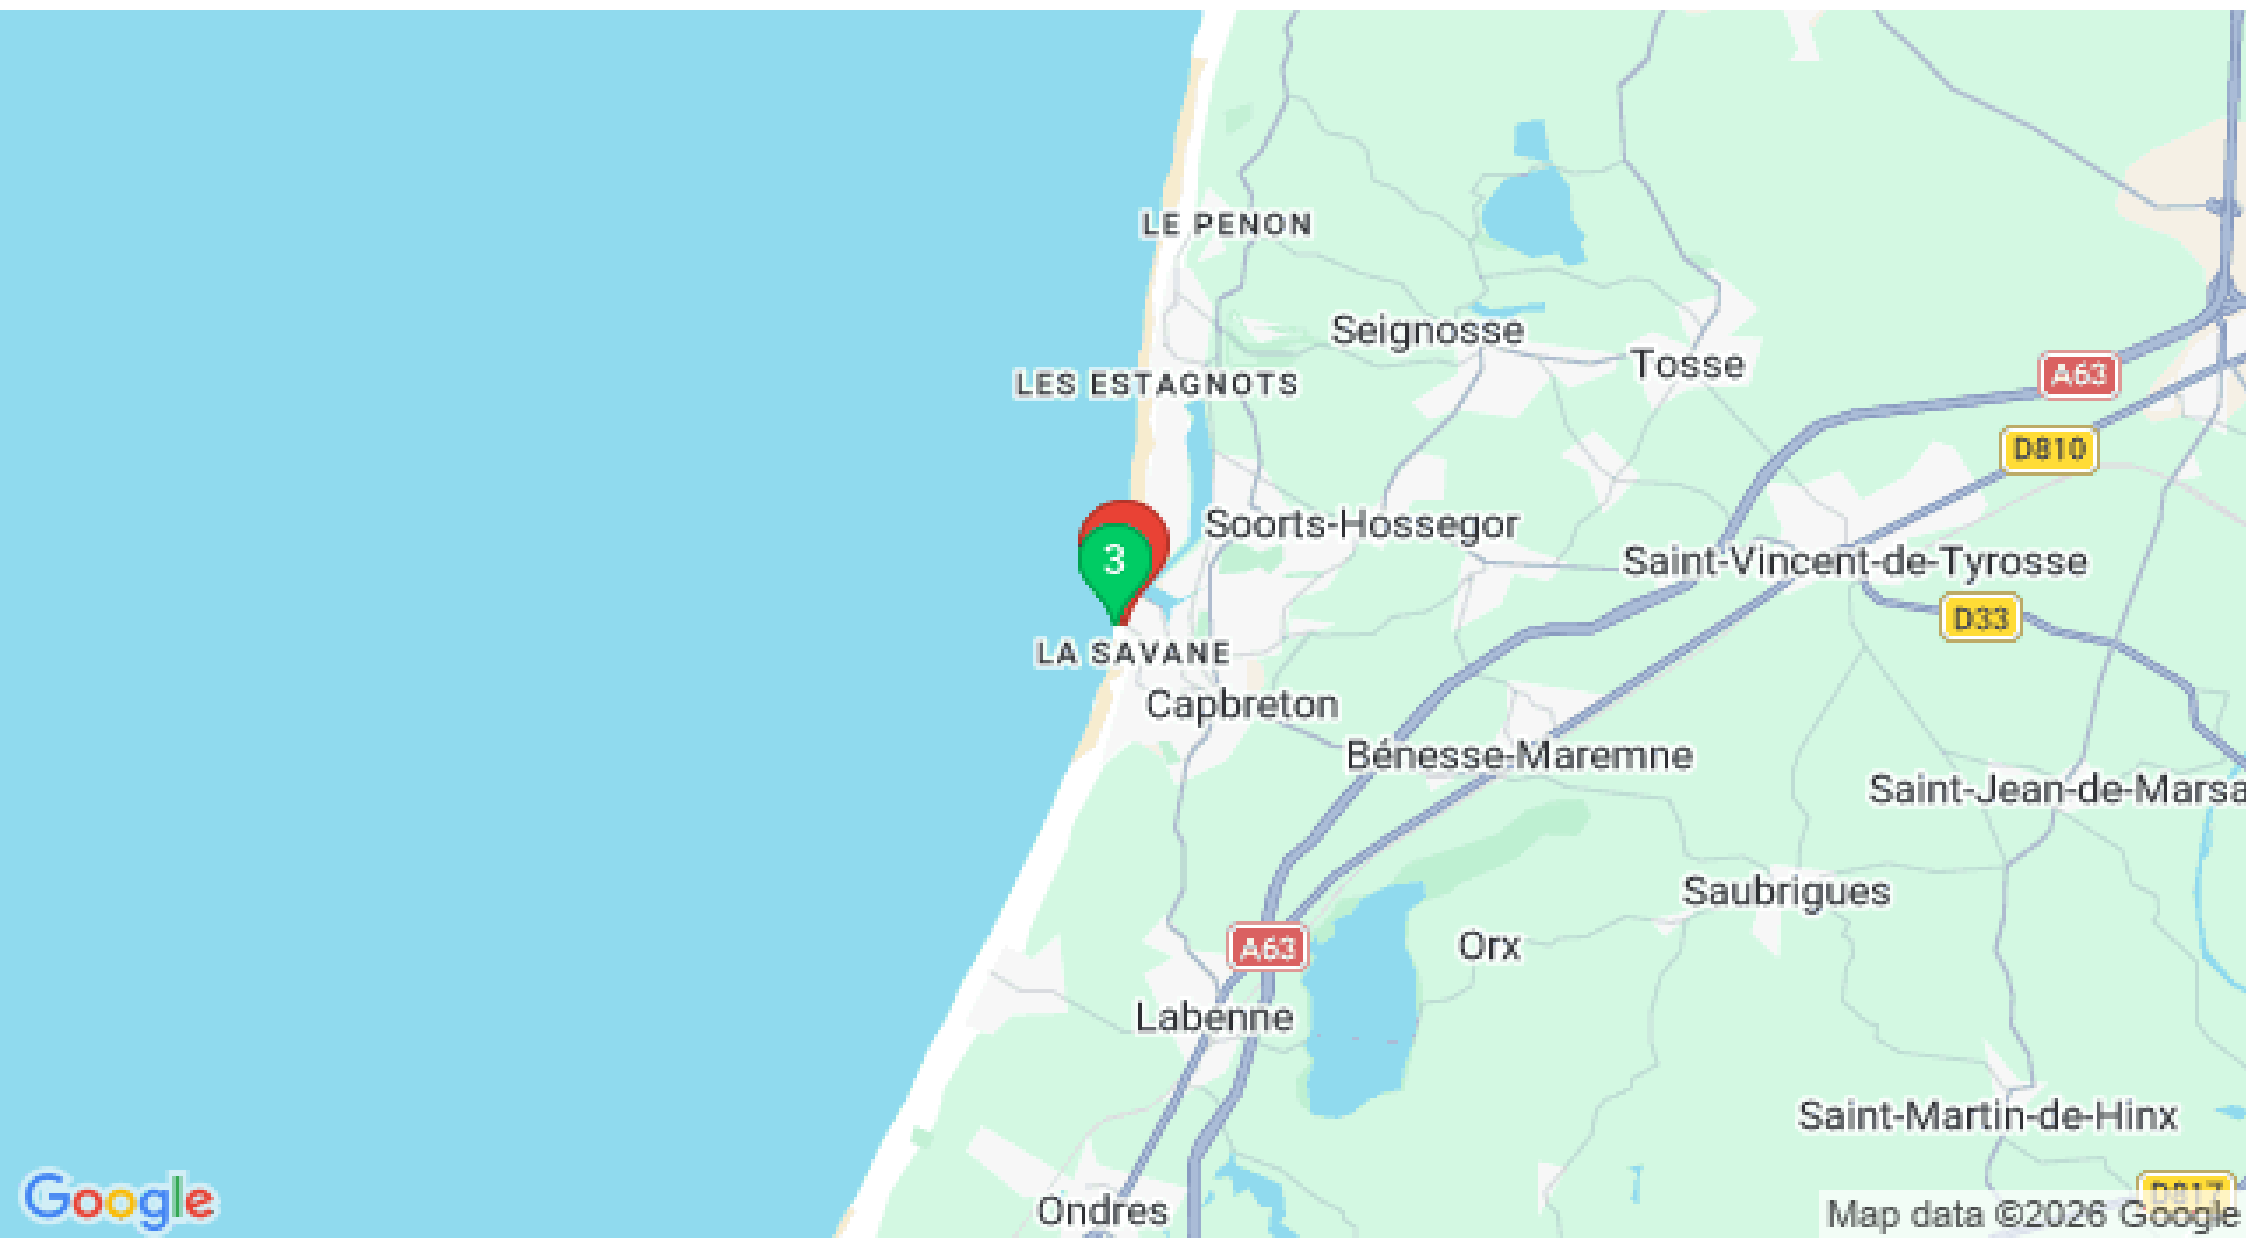 LE PENON
Seignosse
Tosse
A63
LES ESTAGNOTS
D810
Soorts-Hossegor
3
Saint-Vincent-de-Tyrosse
D33
LA SAVANE
Capbreton
Bénesse-Maremne
Saint-Jean-de-Marsa
Saubrigues
A63
Orx
Labenne
Saint-Martin-de-Hinx
D817
Google
Ondres
Map data ©2026 Google